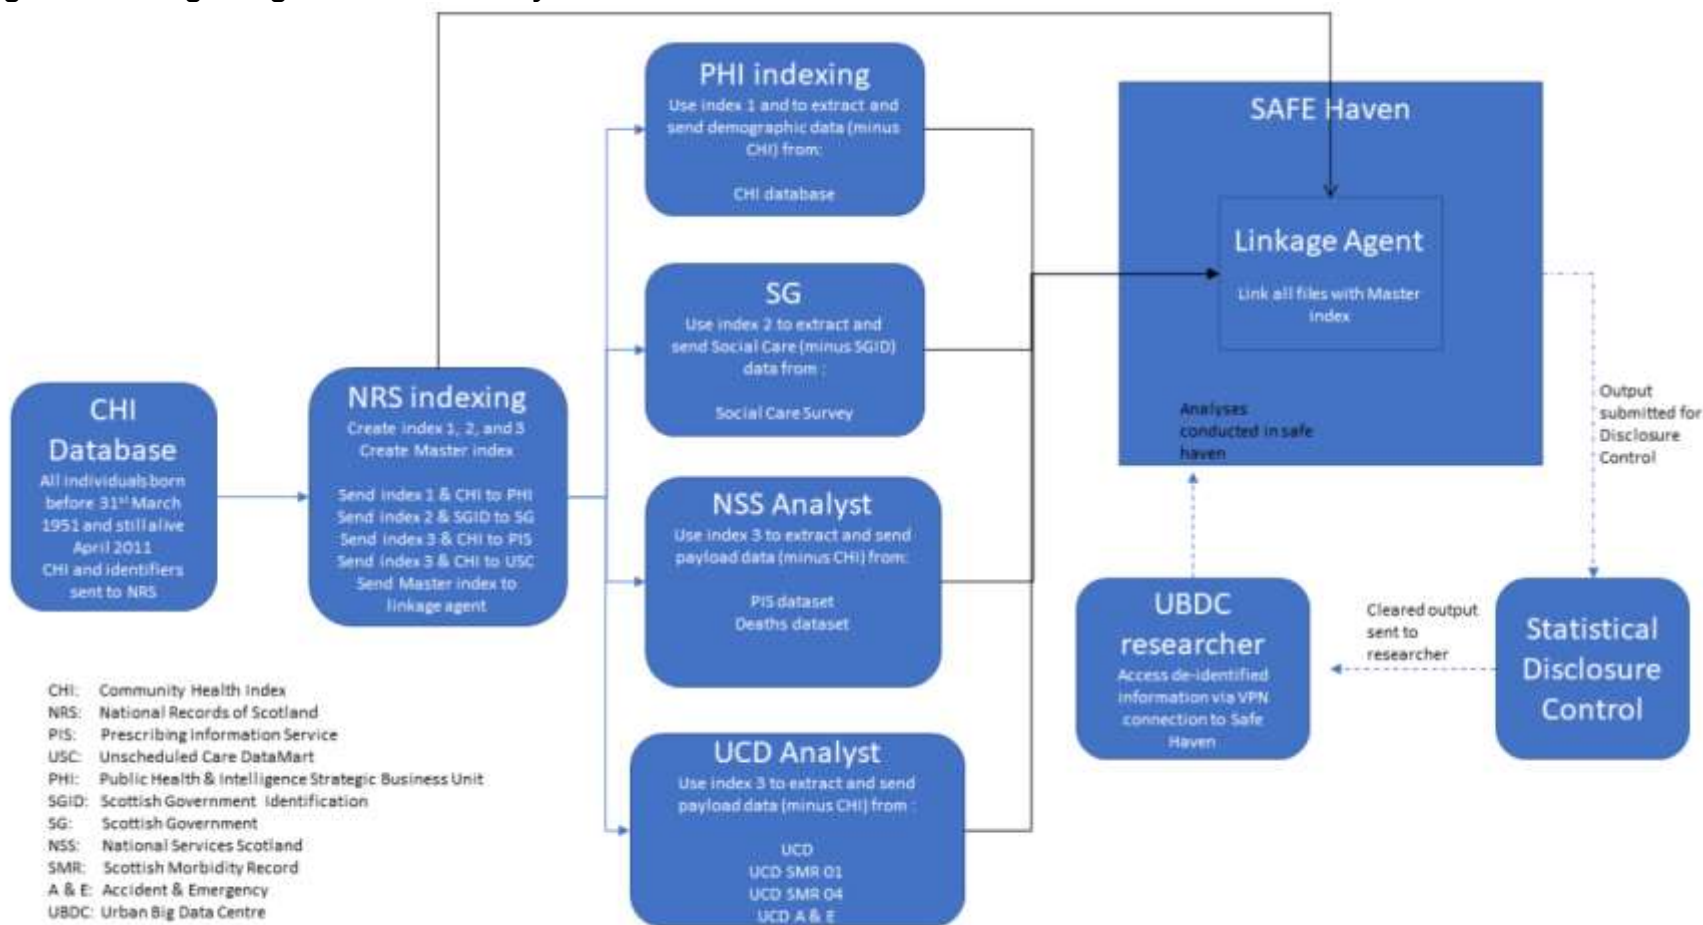 PHI indexing
Use index 1 and to extract and
send demographic data (minus
CHI) from:
CHI database
SG
Use index 2 to extract and
send Social Care (minus SGID)
data from :
Social Care Survey
NSS Analyst
Use index 3 to extract and send
payload data (minus CHI) from:
PIS dataset
Deaths dataset
UCD Analyst
Use index 3 to extract and send
payload data (minus CHI) from :
UCD
UCD SMR 01
UCD SMR 04
UCD A & E
CHI
Database
All individuals born
before 31st March
1951 and still alive
April 2011
CHI and identifiers
sent to NRS
NRS indexing
Create index 1, 2, and 3
Create Master index
Send index 1 & CHI to PHI
Send index 2 & SGID to SG
Send index 3 & CHI to PIS
Send index 3 & CHI to USC
Send Master index to
linkage agent
SAFE Haven
Linkage Agent
Link all files with Master
index
Analyses
conducted in safe
haven
Output
submitted for
Disclosure
Control
UBDC
researcher
Access de-identified
information via VPN
connection to Safe
Haven
Cleared output
sent to
researcher
Statistical
Disclosure
Control
CHI: Community Health Index
NRS: National Records of Scotland
PIS: Prescribing Information Service
USC: Unscheduled Care DataMart
PHI: Public Health & Intelligence Strategic Business Unit
SGID: Scottish Government Identification
SG: Scottish Government
NSS: National Services Scotland
SMR: Scottish Morbidity Record
A & E: Accident & Emergency
UBDC: Urban Big Data Centre